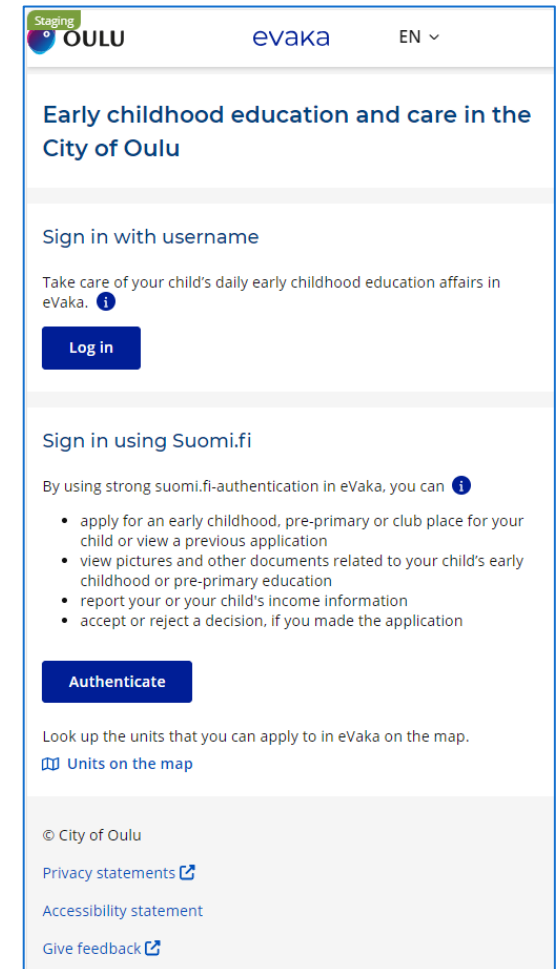 Staging
OULU
evaka
EN
Early childhood education and care in the
City of Oulu
Sign in with username
Take care of your child’s daily early childhood education affairs in
eVaka.
Log in
Sign in using Suomi.fi
By using strong suomi.fi-authentication in eVaka, you can
• apply for an early childhood, pre-primary or club place for your
child or view a previous application
• view pictures and other documents related to your child’s early
childhood or pre-primary education
• report your or your child's income information
• accept or reject a decision, if you made the application
Authenticate
Look up the units that you can apply to in eVaka on the map.
Units on the map
© City of Oulu
Privacy statements
Accessibility statement
Give feedback